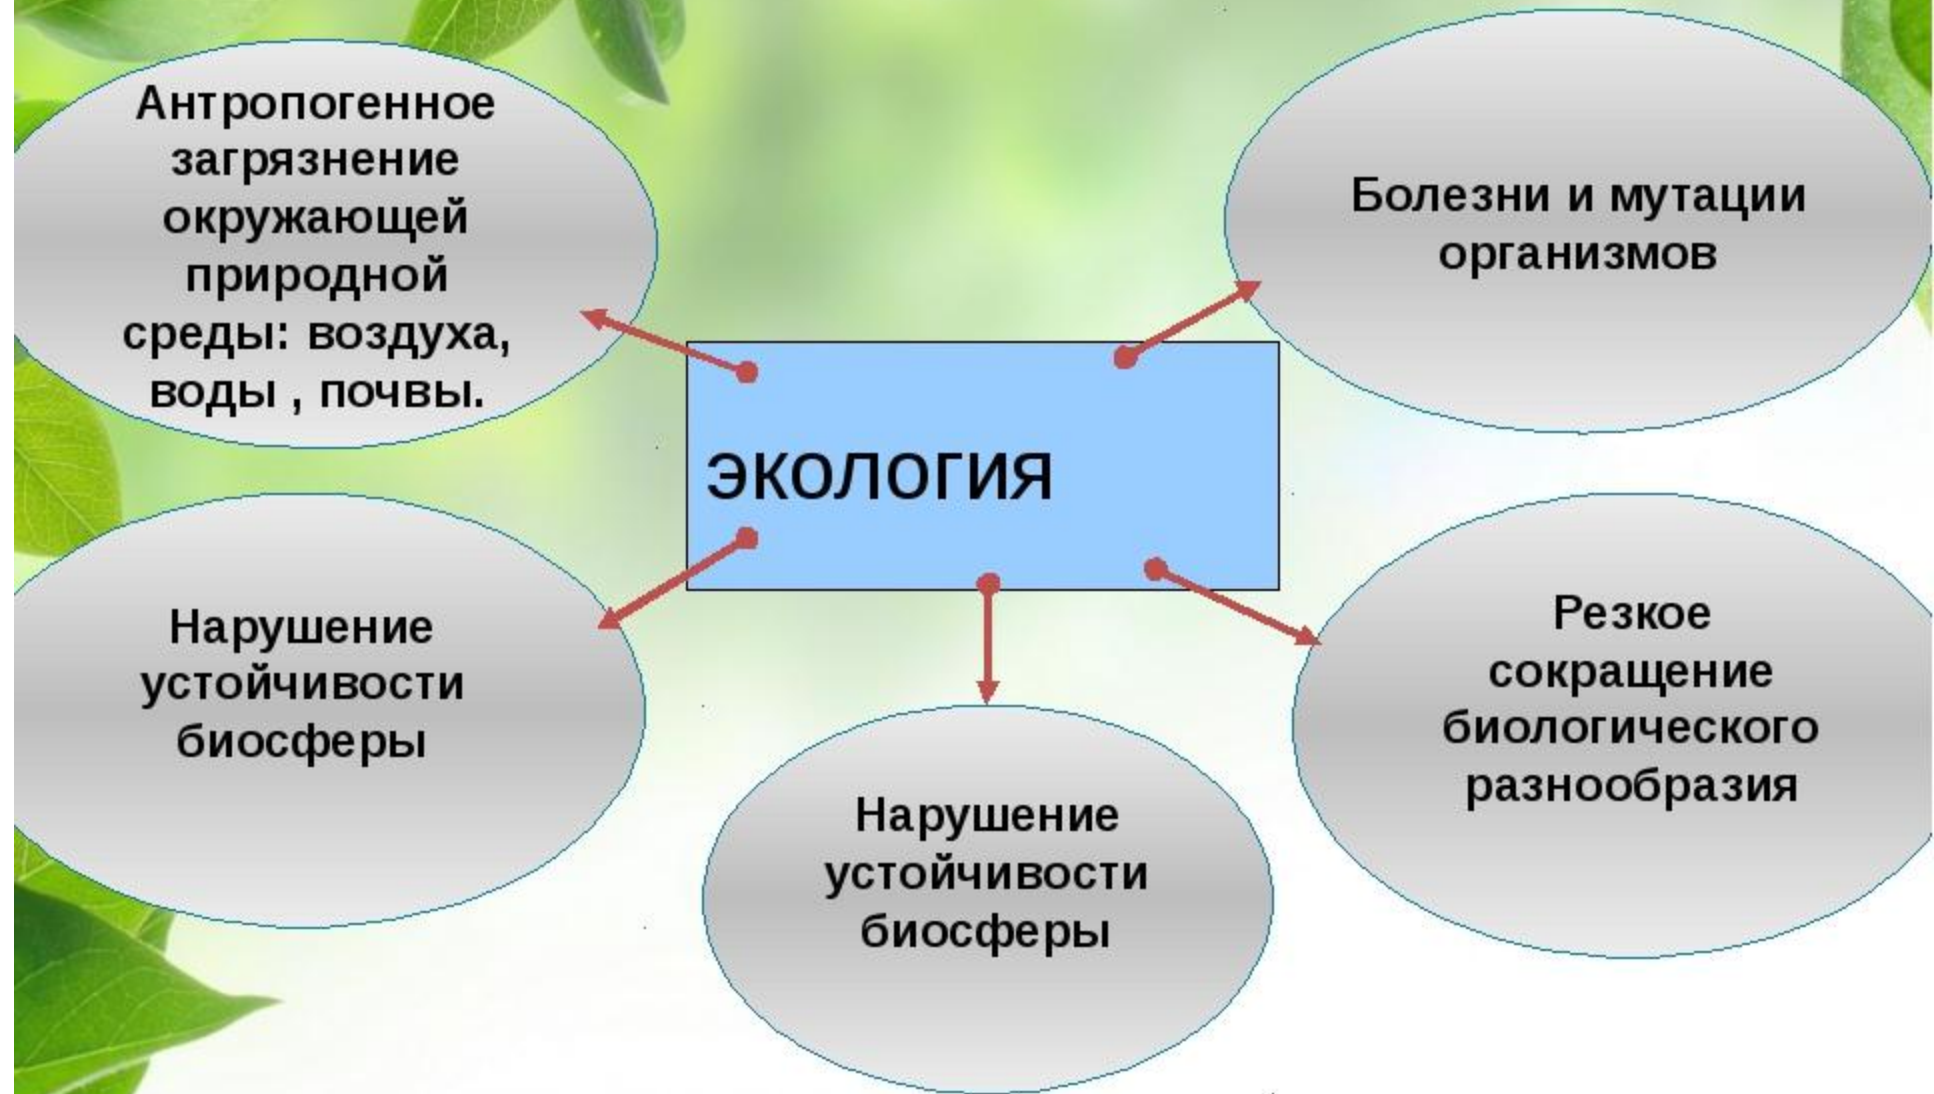 Антропогенное
загрязнение
окружающей
природной
среды: воздуха,
воды , почвы.
Болезни и мутации
организмов
экология
Нарушение
устойчивости
биосферы
Нарушение
устойчивости
биосферы
Резкое
сокращение
биологического
разнообразия